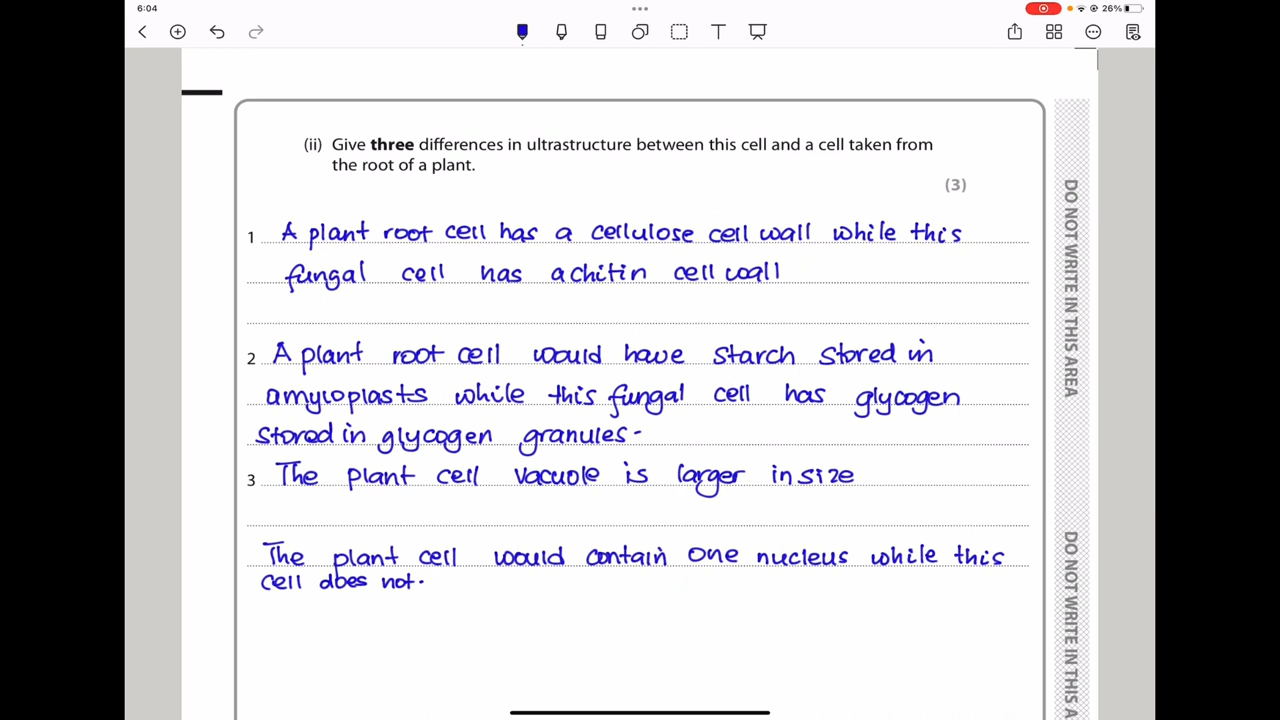 6:04
26%
(ii) Give three differences in ultrastructure between this cell and a cell taken from
the root of a plant.
(3)
1 A plant root cell has a cellulose cell wall while this
fungal cell has a chitin cell wall
2 A plant root cell would have starch stored in
amyloplasts while this fungal cell has glycogen
stored in glycogen granules.
3 The plant cell vacuole is larger in size
The plant cell would contain one nucleus while this
cell does not.
DO NOT WRITE IN THIS AREA
DO NOT WRITE IN THIS A